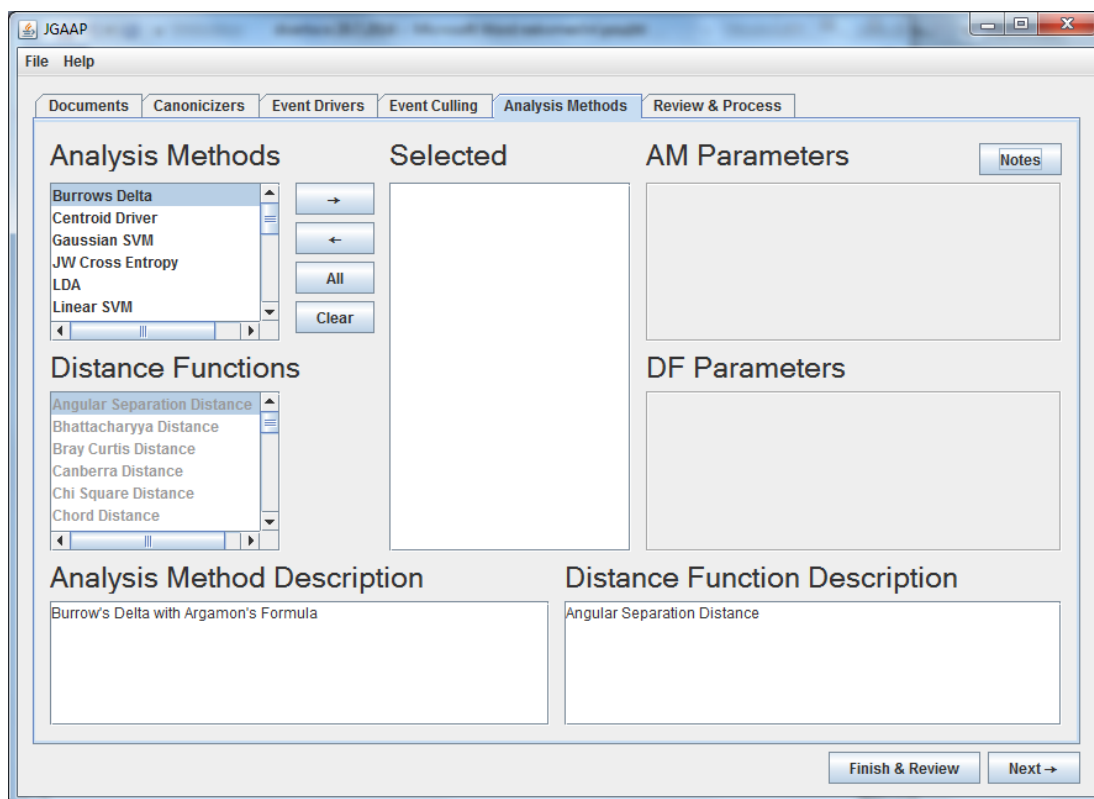 JGAAP
File Help
Documents Canonicizers Event Drivers Event Culling Analysis Methods Review & Process
Analysis Methods
Selected
AM Parameters
Notes
Burrows Delta
Centroid Driver
Gaussian SVM
JW Cross Entropy
LDA
Linear SVM
→
←
All
Clear
Distance Functions
DF Parameters
Angular Separation Distance
Bhattacharyya Distance
Bray Curtis Distance
Canberra Distance
Chi Square Distance
Chord Distance
Analysis Method Description
Burrow's Delta with Argamon's Formula
Distance Function Description
Angular Separation Distance
Finish & Review
Next →